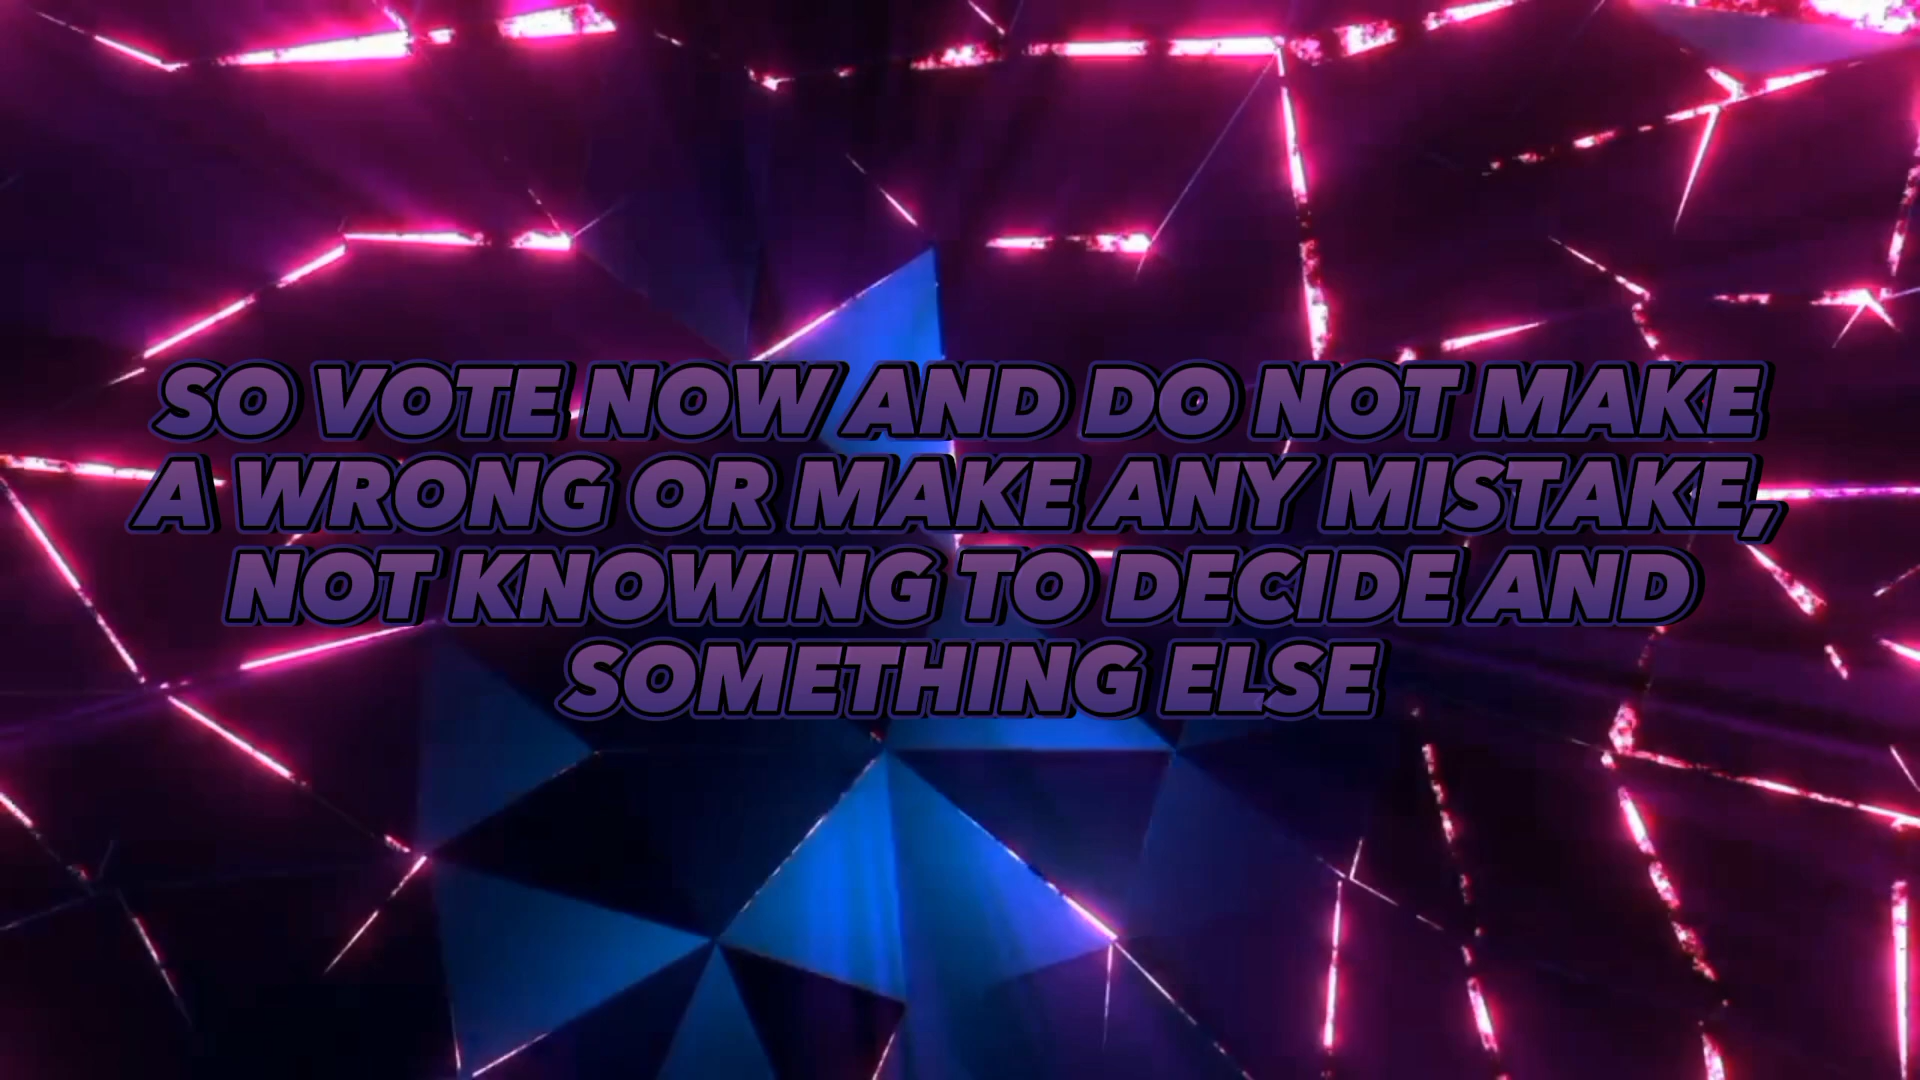 SO VOTE NOW AND DO NOT MAKE
A WRONG OR MAKE ANY MISTAKE,
NOT KNOWING TO DECIDE AND
SOMETHING ELSE